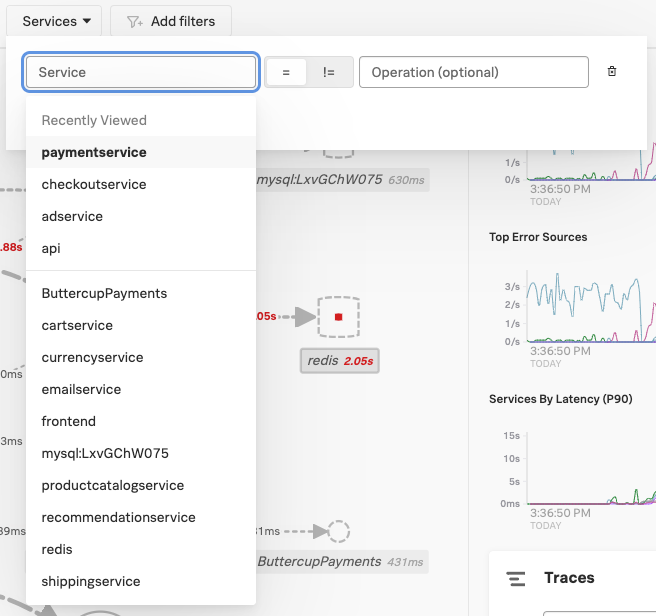 Services
Add filters
Service
=
!=
Operation (optional)
Recently Viewed
paymentservice
checkoutservice
adservice
api
ButtercupPayments
cartservice
currencyservice
emailservice
frontend
mysql:LxvGChW075
productcatalogservice
recommendationservice
redis
shippingservice
.88s
0ms
3ms
39ms
mysql:LxvGChW075 630ms
05s
redis 2.05s
31ms
ButtercupPayments 431ms
1/s
0/s
3:36:50 PM
TODAY
Top Error Sources
3/s
2/s
1/s
0/s
3:36:50 PM
TODAY
Services By Latency (P90)
15s
10s
5s
0ms
3:36:50 PM
TODAY
Traces